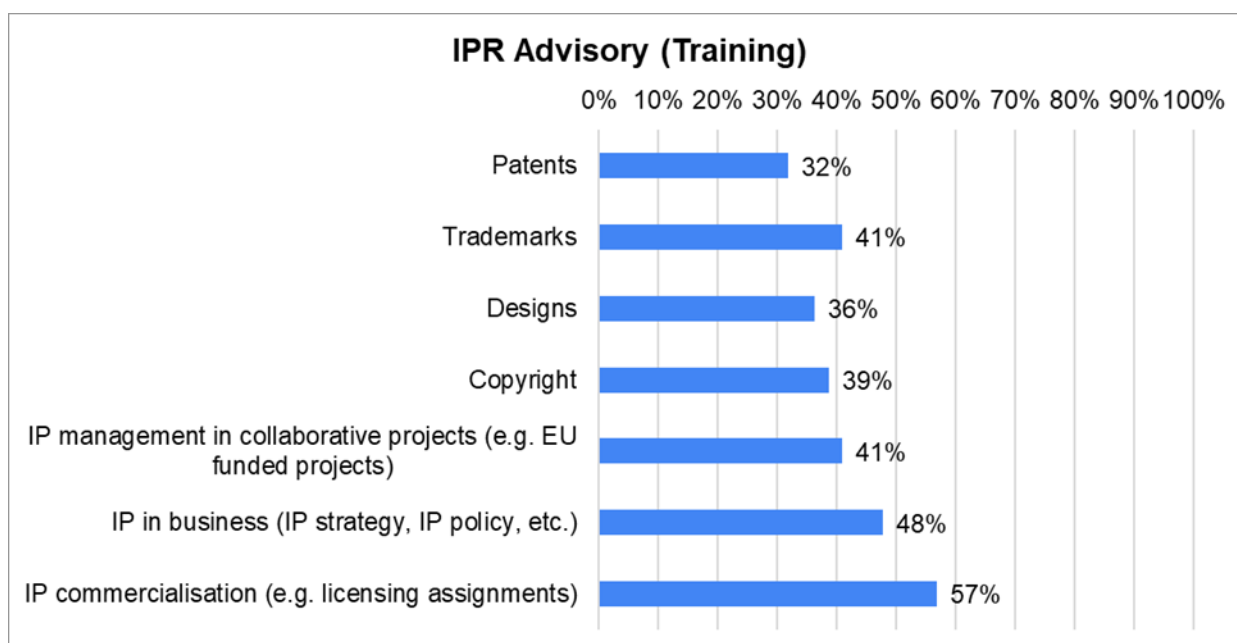 IPR Advisory (Training)
0% 10% 20% 30% 40% 50% 60% 70% 80% 90% 100%
Patents 32%
Trademarks 41%
Designs 36%
Copyright 39%
IP management in collaborative projects (e.g. EU
funded projects) 41%
IP in business (IP strategy, IP policy, etc.) 48%
IP commercialisation (e.g. licensing assignments) 57%